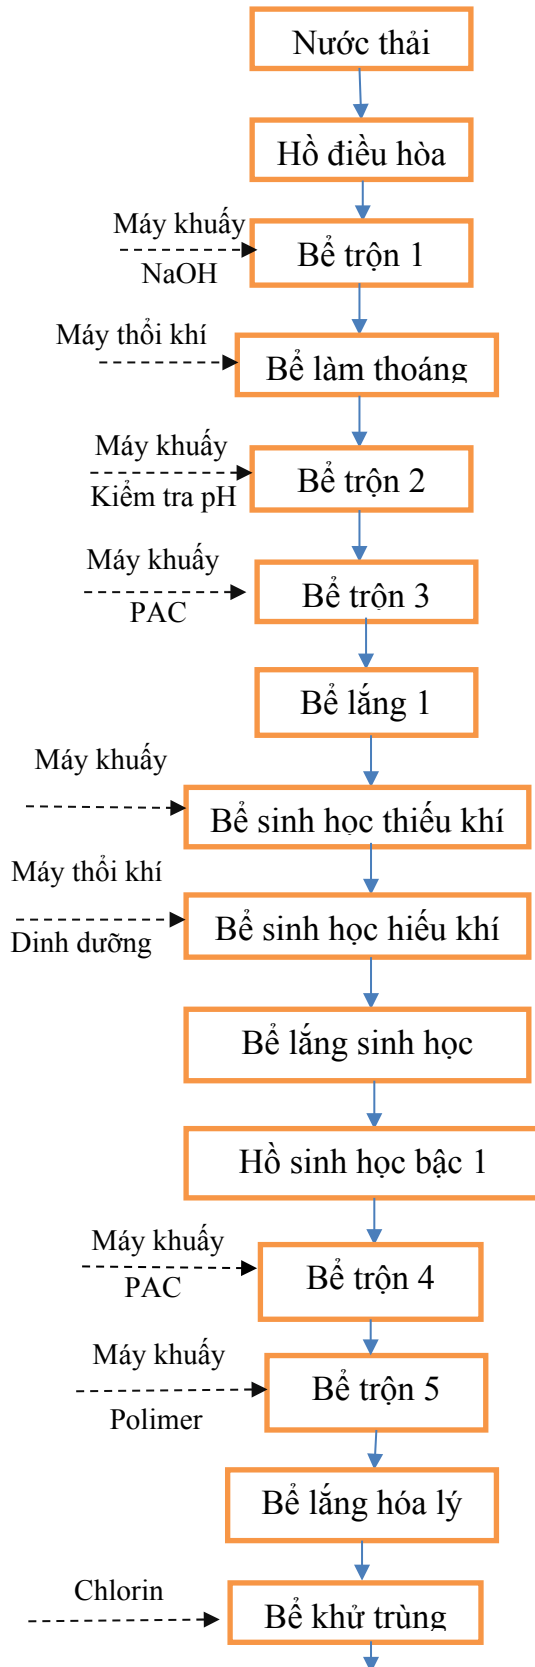 Nước thải
Hồ điều hòa
Máy khuấy
NaOH
Bể trộn 1
Máy thổi khí
Bể làm thoáng
Máy khuấy
Kiểm tra pH
Bể trộn 2
Máy khuấy
PAC
Bể trộn 3
Bể lắng 1
Máy khuấy
Bể sinh học thiếu khí
Máy thổi khí
Dinh dưỡng
Bể sinh học hiếu khí
Bể lắng sinh học
Hồ sinh học bậc 1
Máy khuấy
PAC
Bể trộn 4
Máy khuấy
Polimer
Bể trộn 5
Bể lắng hóa lý
Chlorin
Bể khử trùng